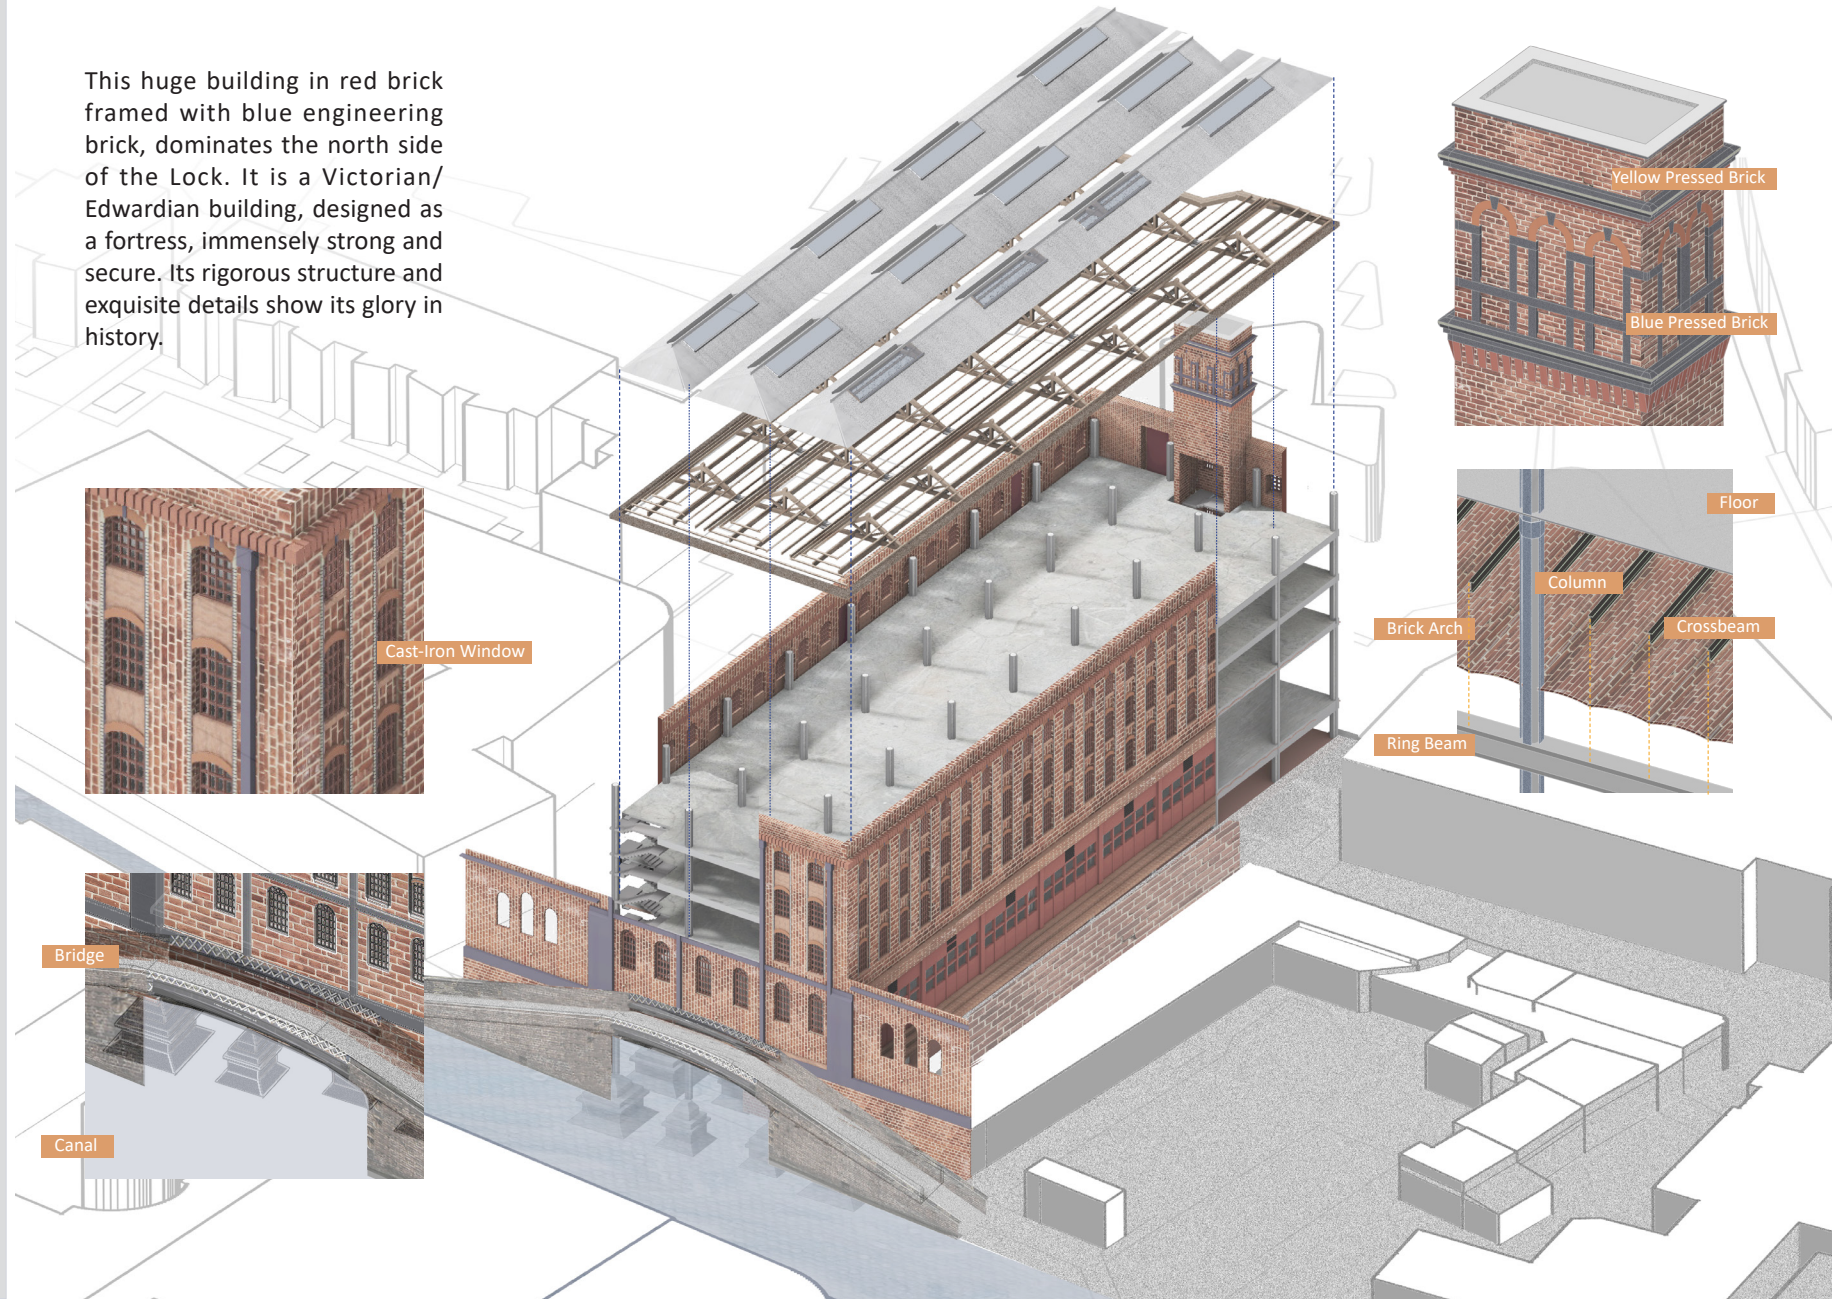 This huge building in red brick
framed with blue engineering
brick, dominates the north side
of the Lock. It is a Victorian/
Edwardian building, designed as
a fortress, immensely strong and
secure. Its rigorous structure and
exquisite details show its glory in
history.
Yellow Pressed Brick
Blue Pressed Brick
Floor
Column
Brick Arch
Crossbeam
Ring Beam
Cast-Iron Window
Bridge
Canal